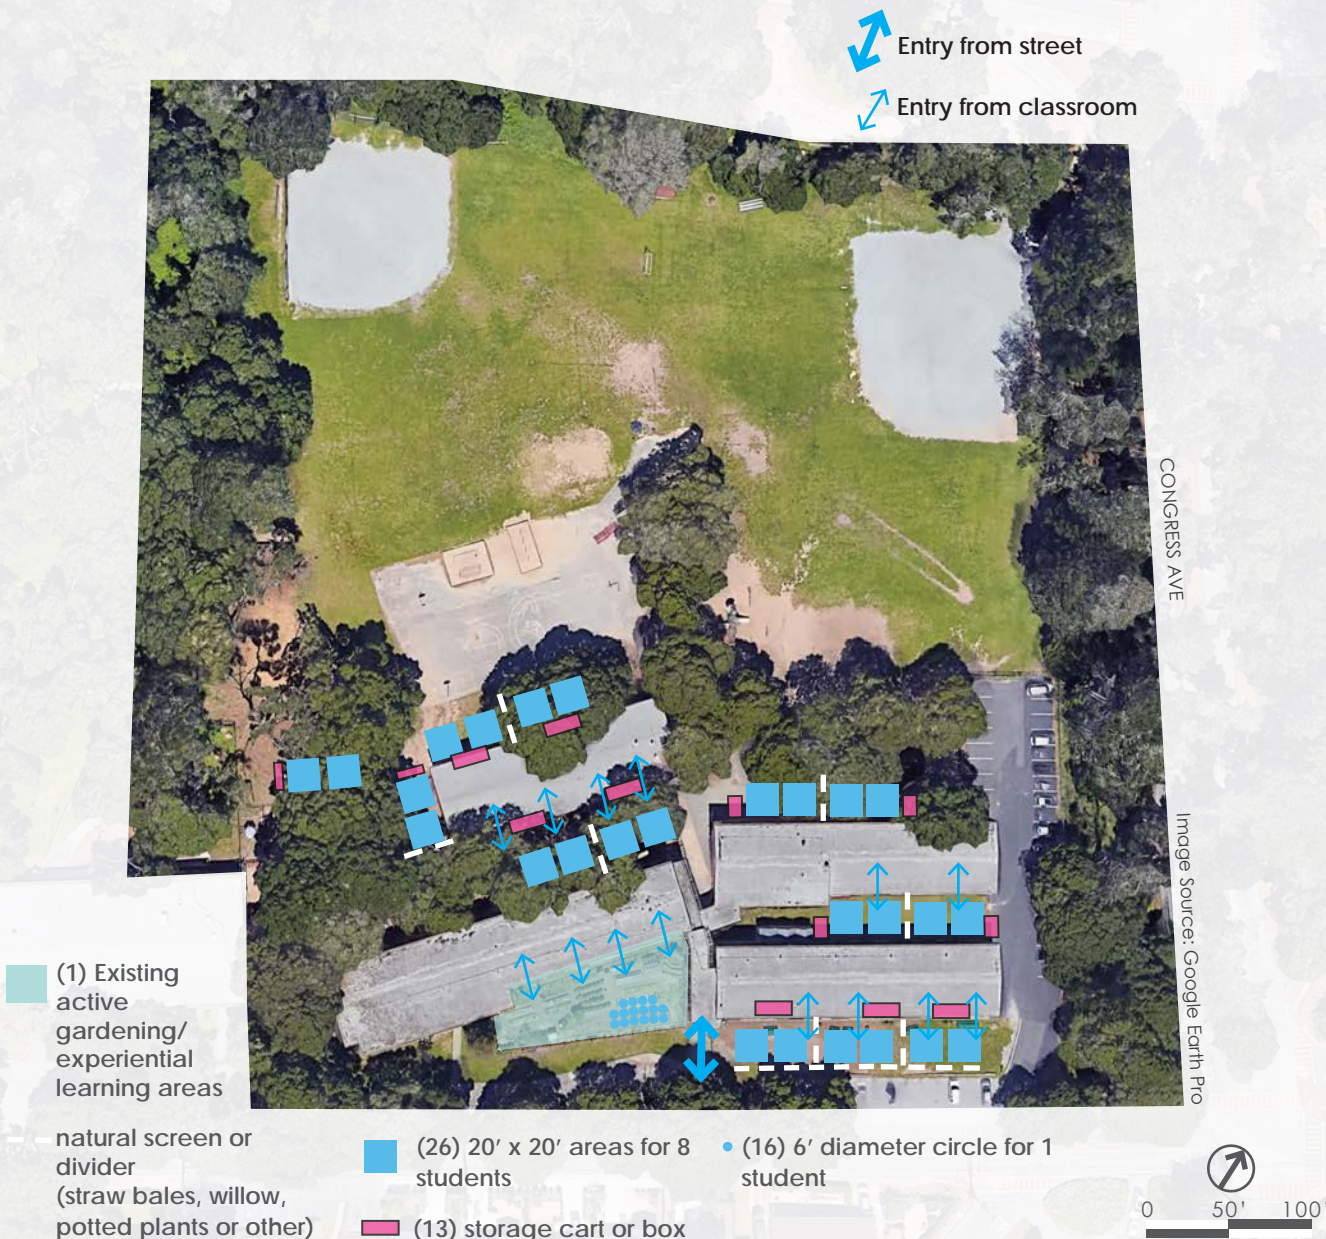 Entry from street
Entry from classroom
CONGRESS AVE
Image Source: Google Earth Pro
(1) Existing
active
gardening/
experiential
learning areas
natural screen or
divider
(straw bales, willow,
potted plants or other)
(26) 20’ x 20’ areas for 8
students
(13) storage cart or box
(16) 6’ diameter circle for 1
student
0 50’ 100’